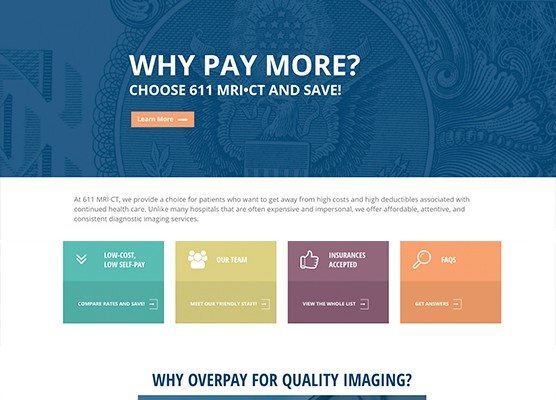 WHY PAY MORE?
CHOOSE 611 MRI•CT AND SAVE!
Learn More
At 611 MRI-CT, we provide a choice for patients who want to get away from high costs and high deductibles associated with
continued health care. Unlike many hospitals that are often expensive and impersonal, we offer affordable, attentive, and
consistent diagnostic imaging services.
LOW-COST,
LOW SELF-PAY
COMPARE RATES AND SAVE!
OUR TEAM
MEET OUR FRIENDLY STAFF!
INSURANCES
ACCEPTED
VIEW THE WHOLE LIST
FAQS
GET ANSWERS
WHY OVERPAY FOR QUALITY IMAGING?